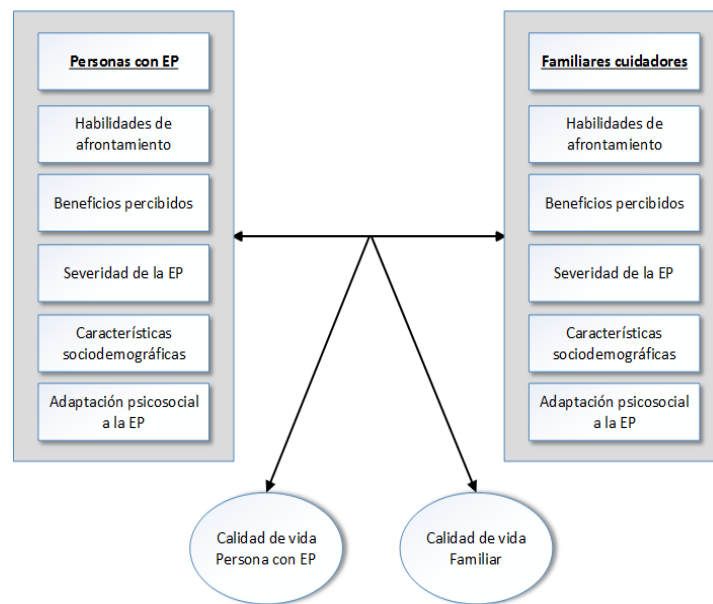 Personas con EP
Habilidades de
afrontamiento
Beneficios percibidos
Severidad de la EP
Características
sociodemográficas
Adaptación psicosocial
a la EP
Familiares cuidadores
Habilidades de
afrontamiento
Beneficios percibidos
Severidad de la EP
Características
sociodemográficas
Adaptación psicosocial
a la EP
Calidad de vida
Persona con EP
Calidad de vida
Familiar